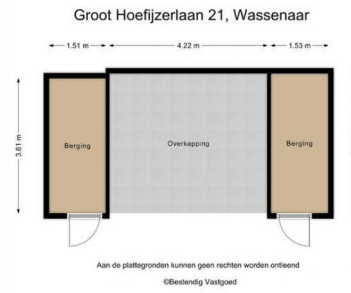 Groot Hoefijzerlaan 21, Wassenaar
1.51 m 4.22 m 1.53 m
3.61 m
Berging Overkapping Berging
Aan de plattegronden kunnen geen rechten worden ontleend
©Bestendig Vastgoed